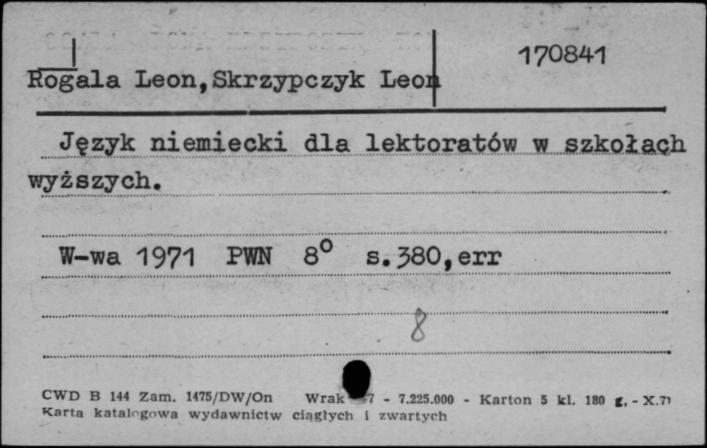 170841
Rogala Leon, Skrzypczyk Leon
Język niemiecki dla lektoratów w szkołach
wyższych.
W-wa 1971 PWN 8° s.380,err
8
CWD B 144 Zam. 1475/DW/On Wrak 7 - 7.225.000 - Karton 5 kl. 180 g. - X.71
Karta katalogowa wydawnictw ciągłych i zwartych